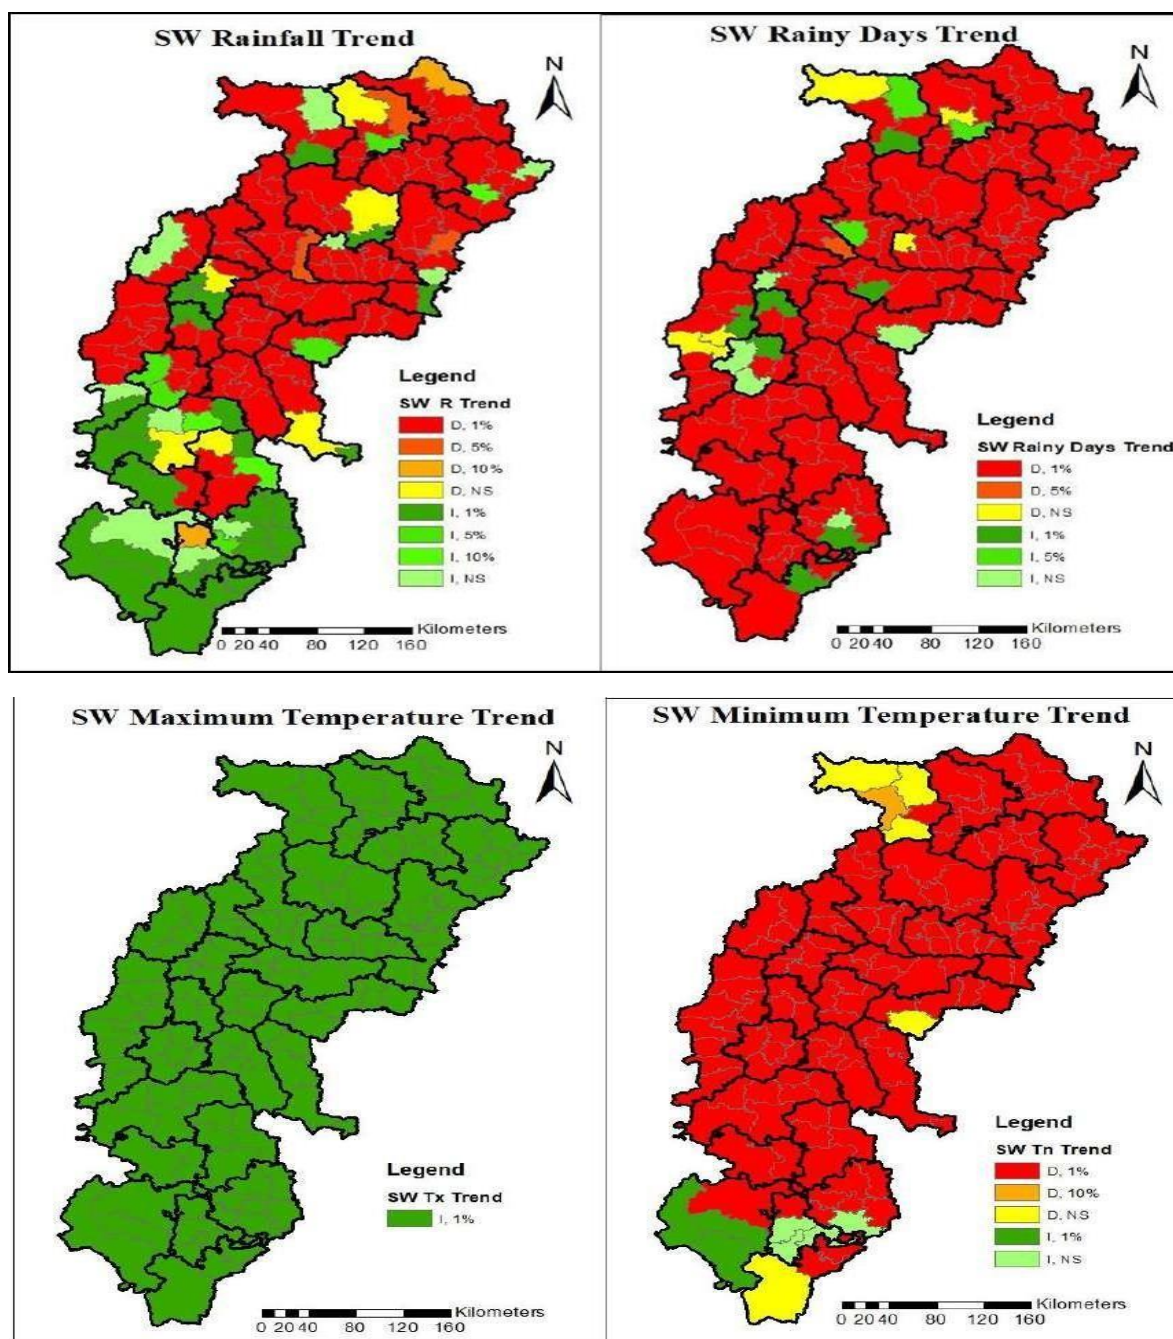 SW Rainfall Trend
N
Legend
SW R Trend
D, 1%
D, 5%
D, 10%
D, NS
I, 1%
I, 5%
I, 10%
I, NS
Kilometers
0 20 40 80 120 160
SW Rainy Days Trend
N
Legend
SW Rainy Days Trend
D, 1%
D, 5%
D, NS
I, 1%
I, 5%
I, NS
Kilometers
0 20 40 80 120 160
SW Maximum Temperature Trend
N
Legend
SW Tx Trend
I, 1%
Kilometers
0 20 40 80 120 160
SW Minimum Temperature Trend
N
Legend
SW Tn Trend
D, 1%
D, 10%
D, NS
I, 1%
I, NS
Kilometers
0 20 40 80 120 160